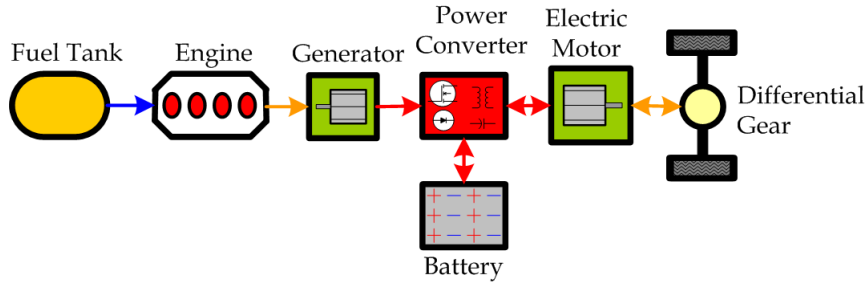 Fuel Tank
Engine
Generator
Power
Converter
Electric
Motor
Differential
Gear
Battery